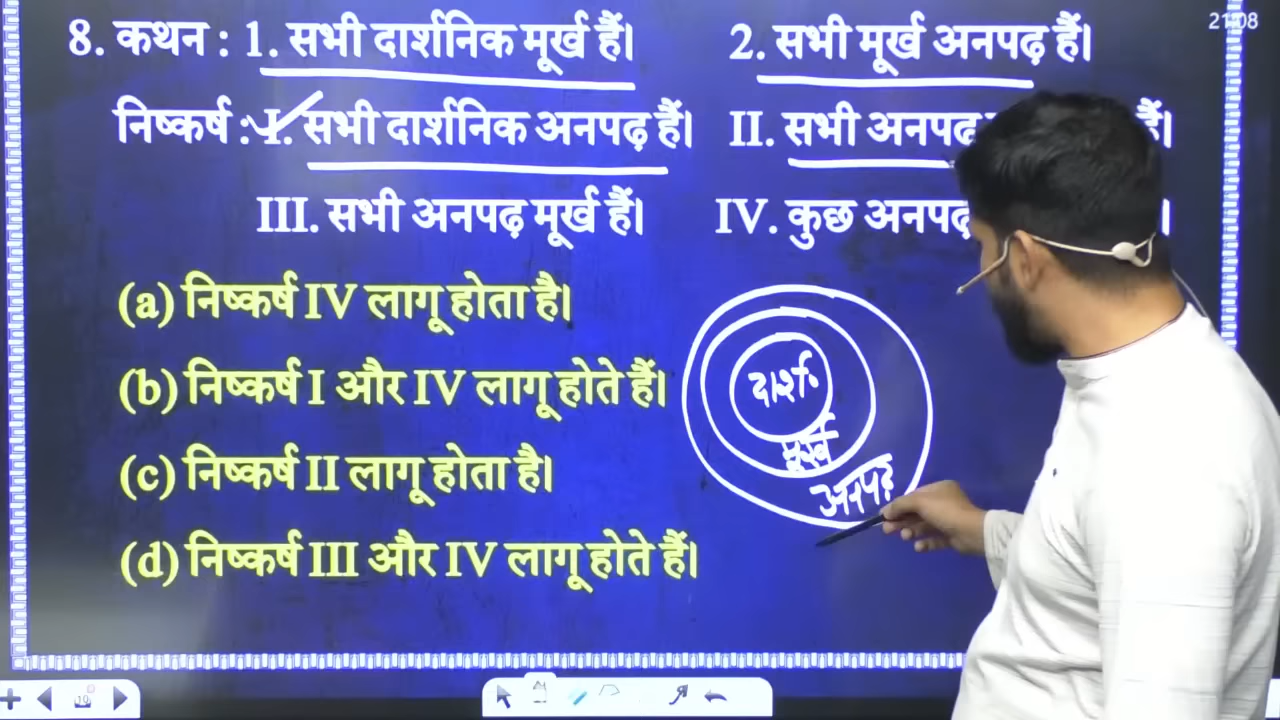 21:08
8. कथन : 1. सभी दार्शनिक मूर्ख हैं। 2. सभी मूर्ख अनपढ़ हैं।
निष्कर्ष : I. सभी दार्शनिक अनपढ़ हैं। II. सभी अनपढ़ हैं।
III. सभी अनपढ़ मूर्ख हैं। IV. कुछ अनपढ़
(a) निष्कर्ष IV लागू होता है।
(b) निष्कर्ष I और IV लागू होते हैं।
(c) निष्कर्ष II लागू होता है।
(d) निष्कर्ष III और IV लागू होते हैं।
दार्श.
मूर्ख
अनपढ़
10